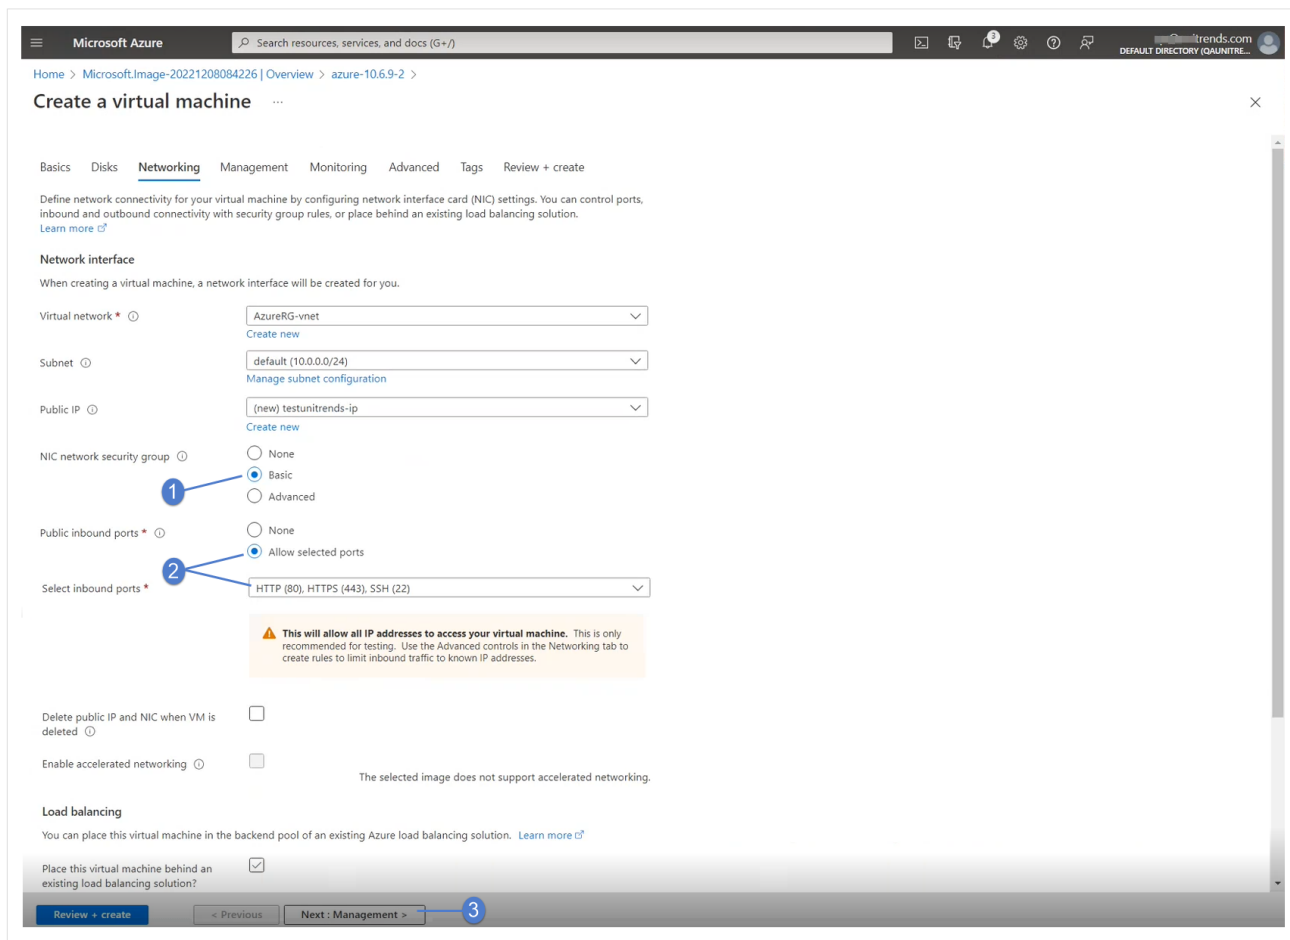 Microsoft Azure
Search resources, services, and docs (G+/)
3
itrends.com
DEFAULT DIRECTORY (QAUNITRE...
Home > Microsoft.Image-20221208084226 | Overview > azure-10.6.9-2 >
Create a virtual machine ...
Basics Disks Networking Management Monitoring Advanced Tags Review + create
Define network connectivity for your virtual machine by configuring network interface card (NIC) settings. You can control ports,
inbound and outbound connectivity with security group rules, or place behind an existing load balancing solution.
Learn more
Network interface
When creating a virtual machine, a network interface will be created for you.
Virtual network * AzureRG-vnet
Create new
Subnet default (10.0.0.0/24)
Manage subnet configuration
Public IP (new) testunitrends-ip
Create new
NIC network security group None
Basic
1
Advanced
Public inbound ports * None
Allow selected ports
2
Select inbound ports * HTTP (80), HTTPS (443), SSH (22)
This will allow all IP addresses to access your virtual machine. This is only
recommended for testing. Use the Advanced controls in the Networking tab to
create rules to limit inbound traffic to known IP addresses.
Delete public IP and NIC when VM is
deleted
Enable accelerated networking
The selected image does not support accelerated networking.
Load balancing
You can place this virtual machine in the backend pool of an existing Azure load balancing solution. Learn more
Place this virtual machine behind an
existing load balancing solution?
Review + create < Previous Next : Management > 3